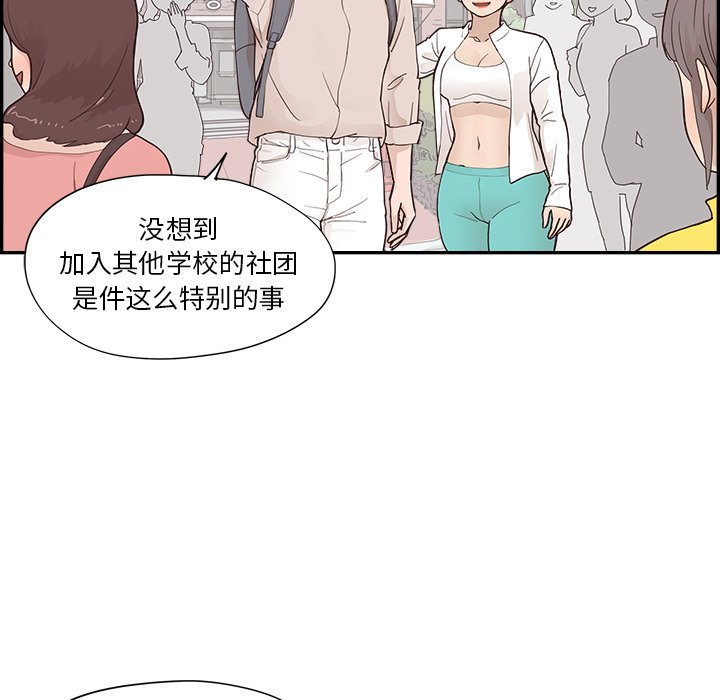 没想到
加入其他学校的社团
是件这么特别的事